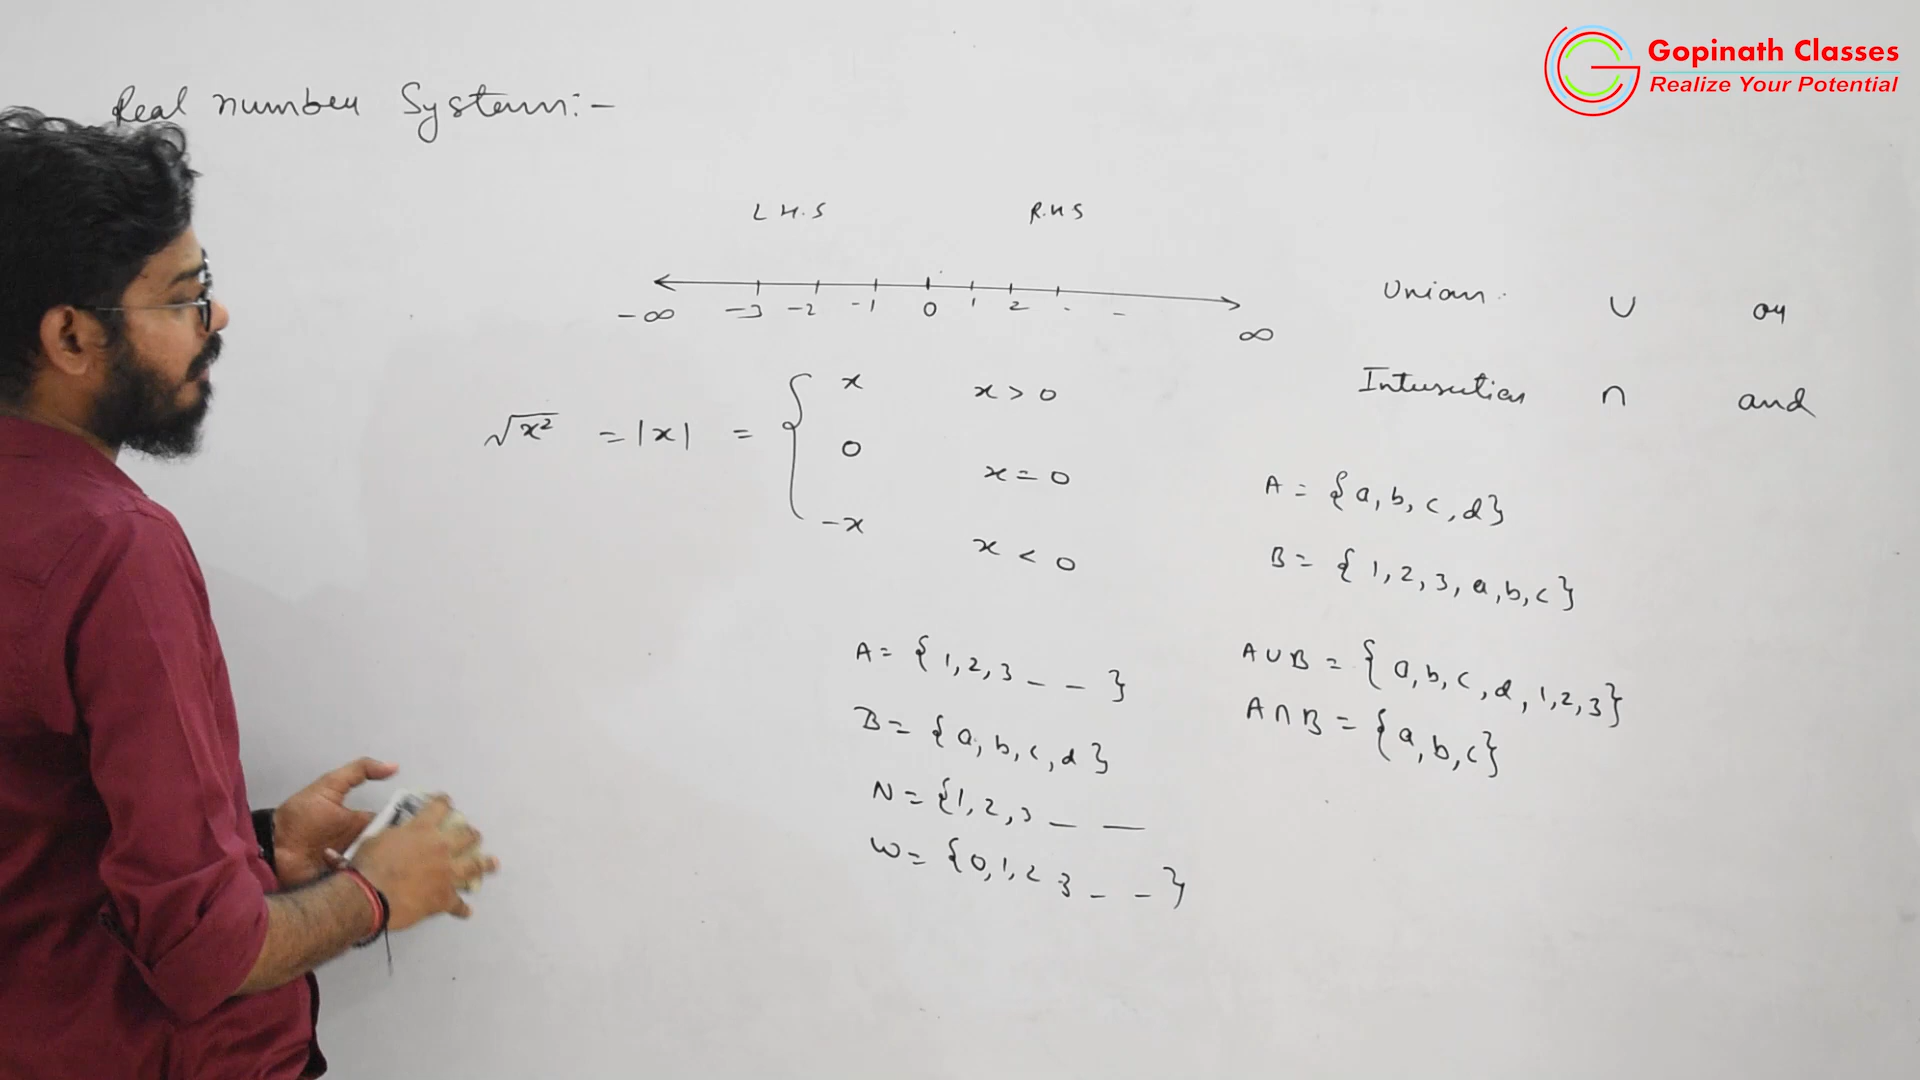 Gopinath Classes
Realize Your Potential
Real number System:-
L H.S R.H S
-∞ -3 -2 -1 0 1 2 - - ∞
Union: ∪ or
Intersection ∩ and
√x² = |x| = { x x > 0
0 x = 0
-x x < 0
A = {a, b, c, d}
B = { 1, 2, 3, a, b, c}
A = { 1, 2, 3 _ _ }
B = { a, b, c, d }
N = {1, 2, 3 _ _
W = {0, 1, 2 3 _ _ }
A ∪ B = { a, b, c, d, 1, 2, 3}
A ∩ B = { a, b, c}